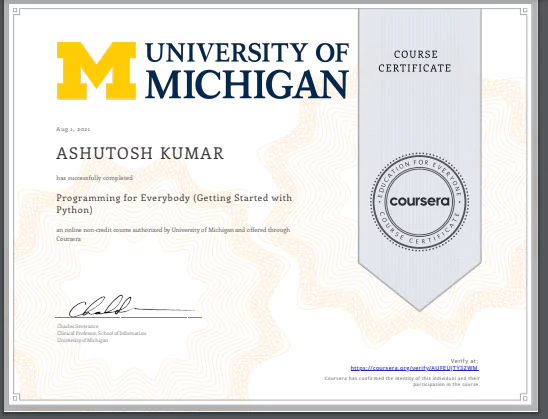 UNIVERSITY OF
MICHIGAN
COURSE
CERTIFICATE
Aug 1, 2021
ASHUTOSH KUMAR
has successfully completed
Programming for Everybody (Getting Started with
Python)
an online non-credit course authorized by University of Michigan and offered through
Coursera
EDUCATION FOR EVERYONE
coursera
COURSE CERTIFICATE
Charles Severance
Clinical Professor, School of Information
University of Michigan
Verify at:
https://coursera.org/verify/AUFEUJTY3ZWM
Coursera has confirmed the identity of this individual and their
participation in the course.